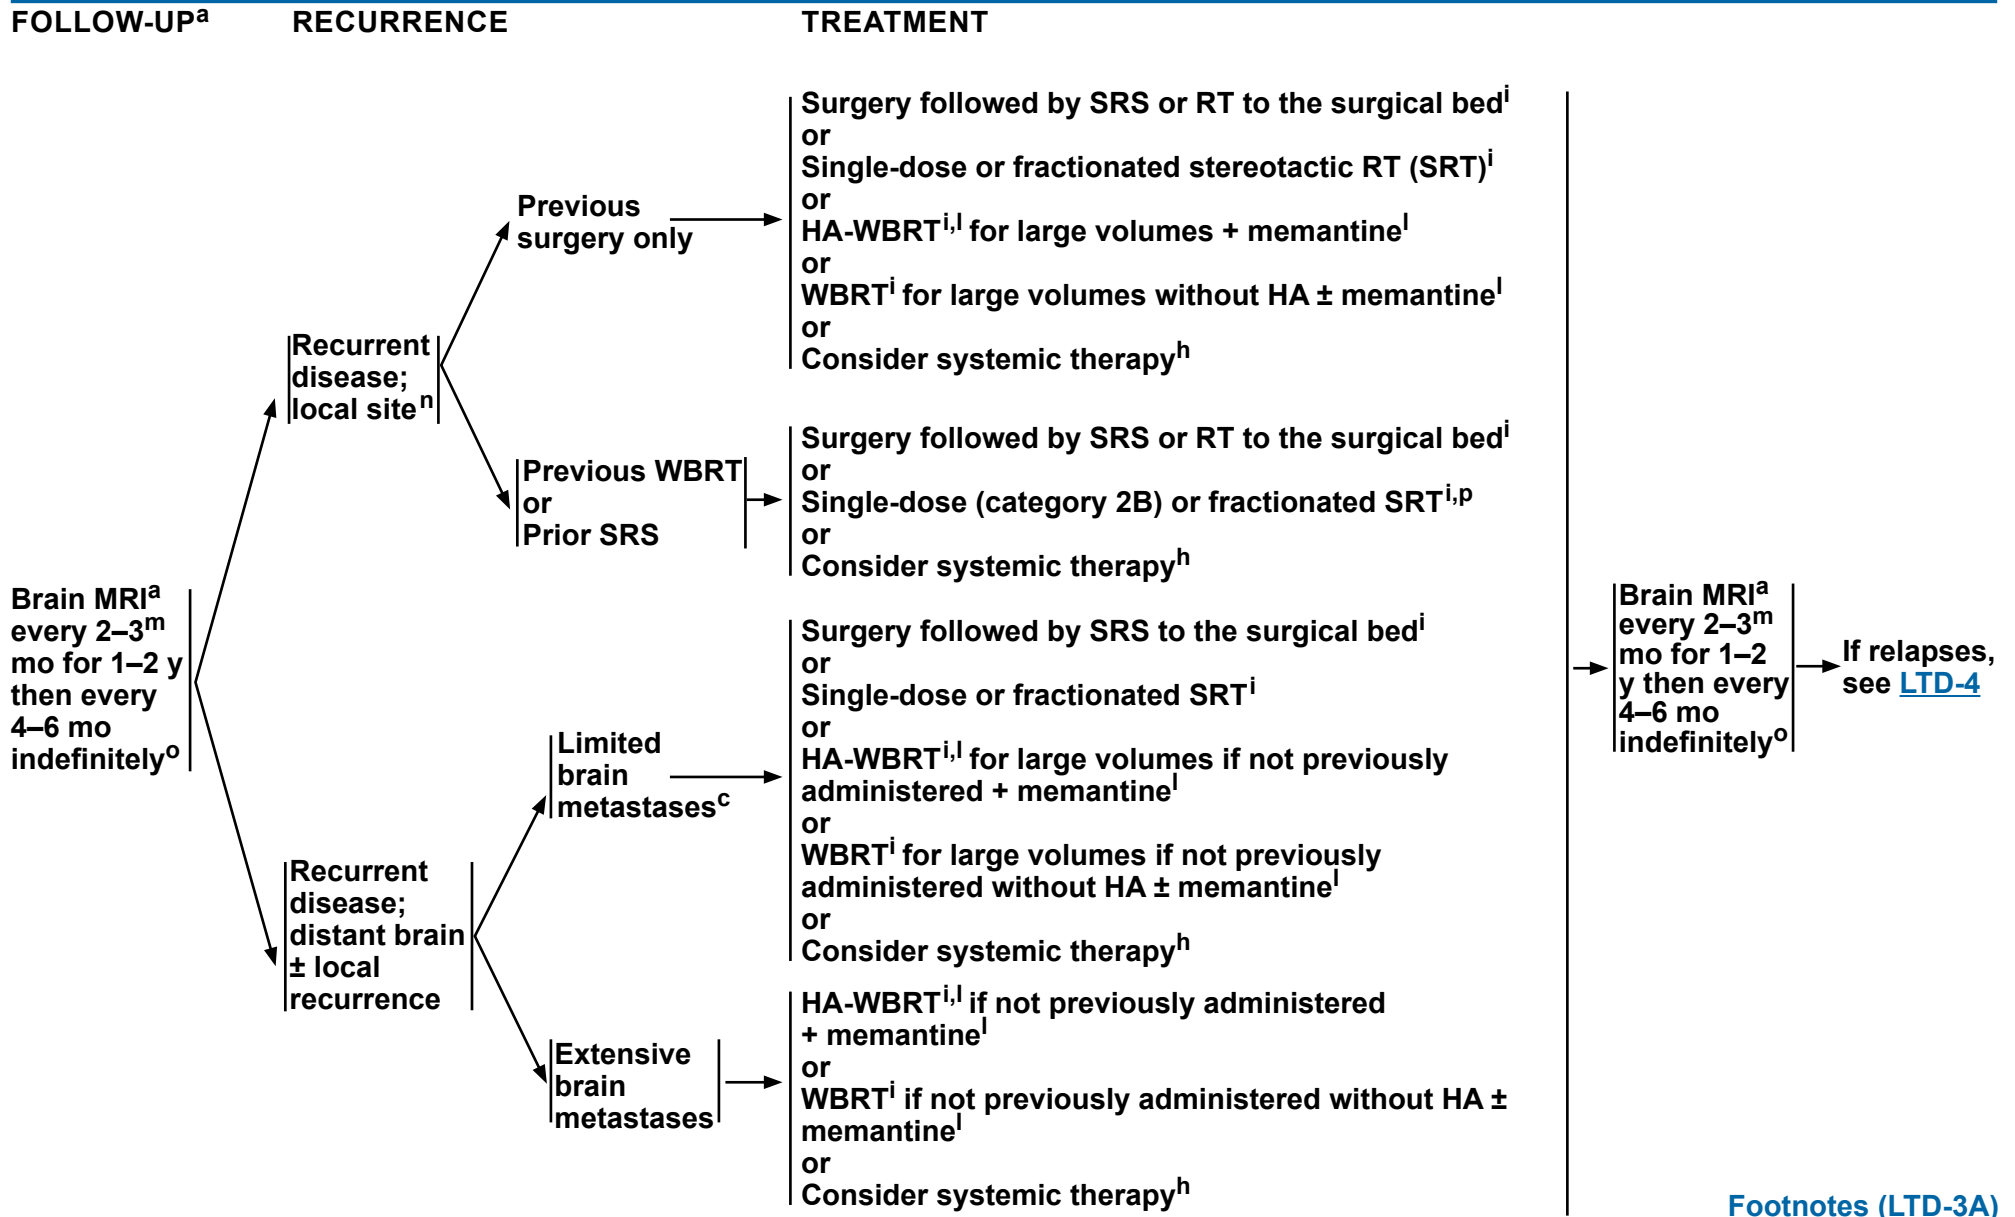 FOLLOW-UPa
RECURRENCE
TREATMENT
Brain MRIa
every 2–3m
mo for 1–2 y
then every
4–6 mo
indefinitelyo
Recurrent
disease;
local siten
Previous
surgery only
Surgery followed by SRS or RT to the surgical bedi
or
Single-dose or fractionated stereotactic RT (SRT)i
or
HA-WBRTi,l for large volumes + memantinel
or
WBRTi for large volumes without HA ± memantinel
or
Consider systemic therapyh
Previous WBRT
or
Prior SRS
Surgery followed by SRS or RT to the surgical bedi
or
Single-dose (category 2B) or fractionated SRTi,p
or
Consider systemic therapyh
Recurrent
disease;
distant brain
± local
recurrence
Limited
brain
metastasesc
Surgery followed by SRS to the surgical bedi
or
Single-dose or fractionated SRTi
or
HA-WBRTi,l for large volumes if not previously
administered + memantinel
or
WBRTi for large volumes if not previously
administered without HA ± memantinel
or
Consider systemic therapyh
Extensive
brain
metastases
HA-WBRTi,l if not previously administered
+ memantinel
or
WBRTi if not previously administered without HA ±
memantinel
or
Consider systemic therapyh
Brain MRIa
every 2–3m
mo for 1–2
y then every
4–6 mo
indefinitelyo
If relapses,
see LTD-4
Footnotes (LTD-3A)